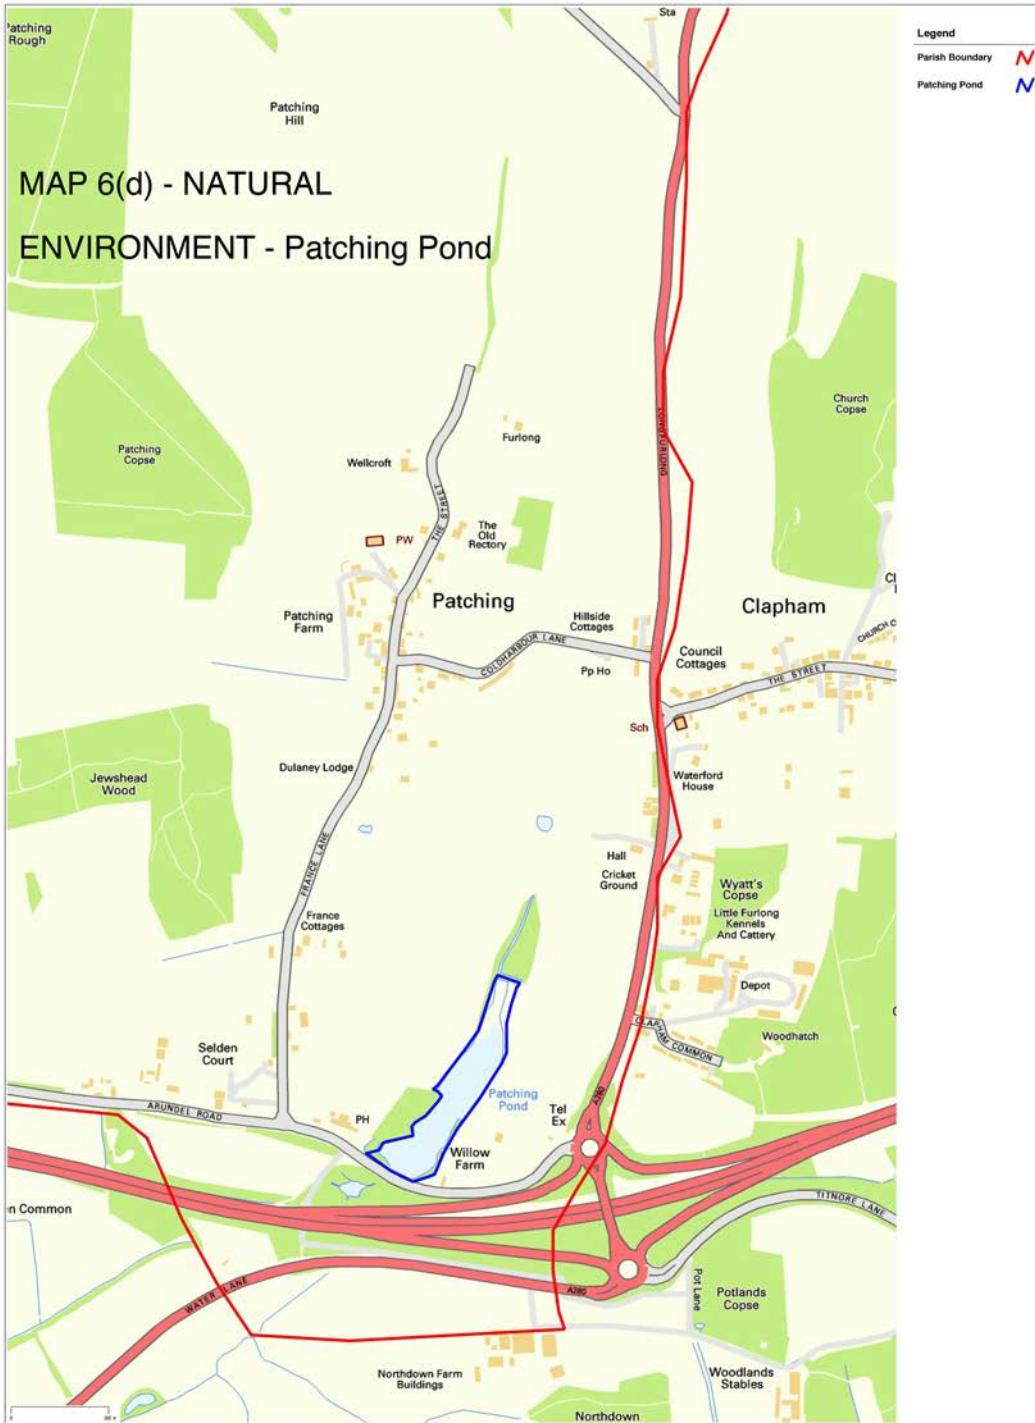 Patching
Rough
Sta
Legend
Parish Boundary
Patching Pond
Patching
Hill
MAP 6(d) - NATURAL
ENVIRONMENT - Patching Pond
Church
Copse
LONGFURLONG
Furlong
Patching
Copse
Wellcroft
THE STREET
The
Old
Rectory
PW
Patching
Clapham
Patching
Farm
Hillside
Cottages
CHURCH C
COLDHARBOUR LANE
Council
Cottages
Pp Ho
THE STREET
Sch
Dulaney Lodge
Jewshead
Wood
Waterford
House
FRANCE LANE
Hall
Cricket
Ground
Wyatt's
Copse
Little Furlong
Kennels
And Cattery
France
Cottages
Depot
Woodhatch
CLAPHAM COMMON
Selden
Court
Patching
Pond
A280
ARUNDEL ROAD
PH
Tel
Ex
Willow
Farm
n Common
TITNORE LANE
WATER LANE
A280
Pot Lane
Potlands
Copse
Northdown Farm
Buildings
Woodlands
Stables
Northdown